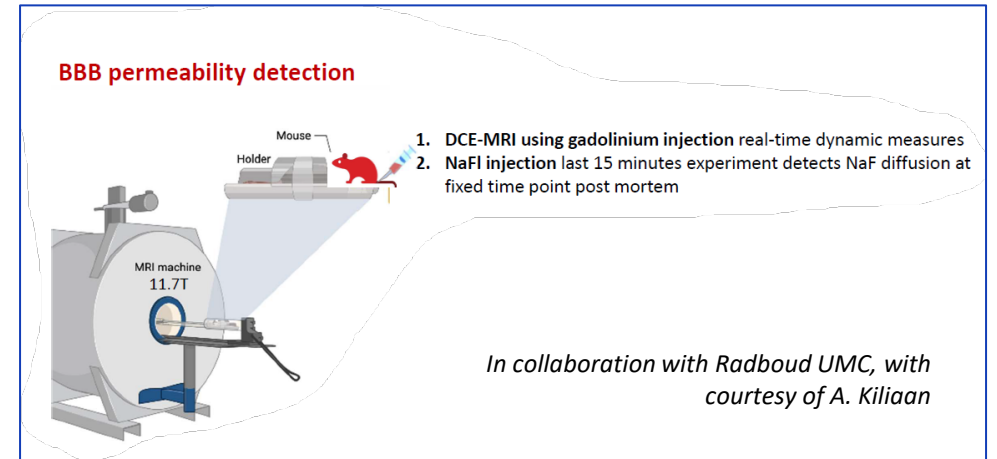 BBB permeability detection
Mouse
Holder
1. DCE-MRI using gadolinium injection real-time dynamic measures
2. NaFl injection last 15 minutes experiment detects NaF diffusion at
fixed time point post mortem
MRI machine
11.7T
In collaboration with Radboud UMC, with
courtesy of A. Kiliaan